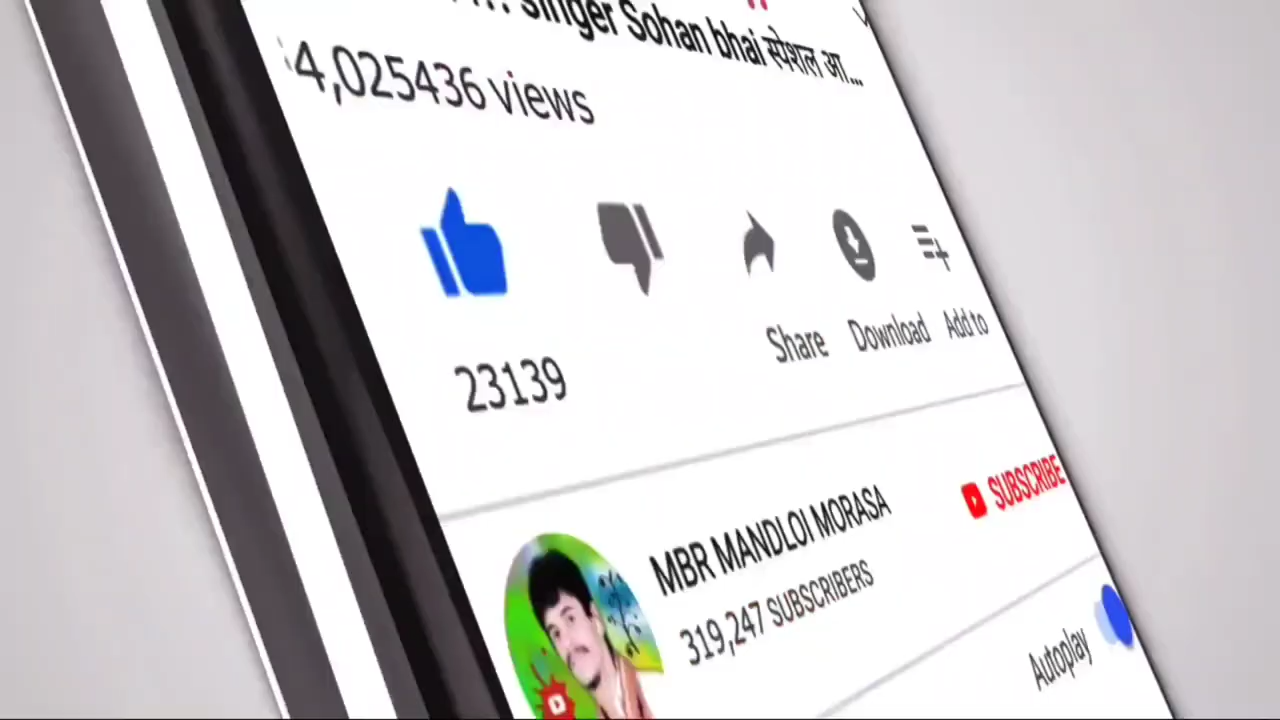 Singer Sohan bhai स्पेशल आ...
4,025436 views
23139
Share
Download
Add to
MBR MANDLOI MORASA
319,247 SUBSCRIBERS
SUBSCRIBE
Autoplay